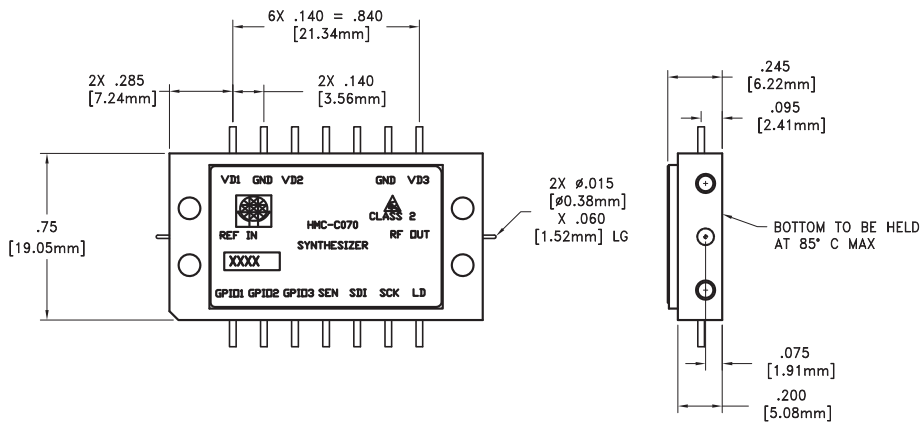 6X .140 = .840
[21.34mm]
2X .285
[7.24mm]
2X .140
[3.56mm]
.245
[6.22mm]
.095
[2.41mm]
VD1 GND VD2 GND VD3
2X ø.015
[ø0.38mm]
X .060
[1.52mm] LG
CLASS 2
HMC-C070
REF IN
RF OUT
SYNTHESIZER
XXXX
.75
[19.05mm]
BOTTOM TO BE HELD
AT 85° C MAX
GPIO1 GPIO2 GPIO3 SEN SDI SCK LD
.075
[1.91mm]
.200
[5.08mm]